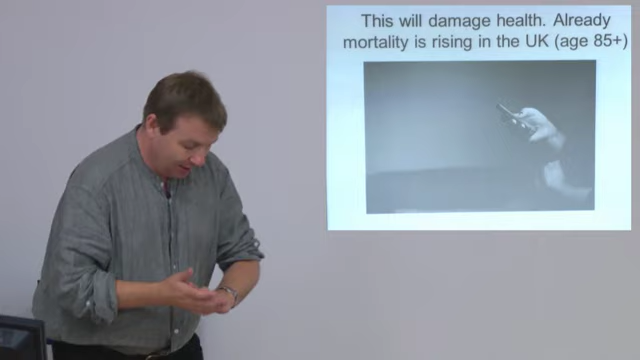 This will damage health. Already
mortality is rising in the UK (age 85+)